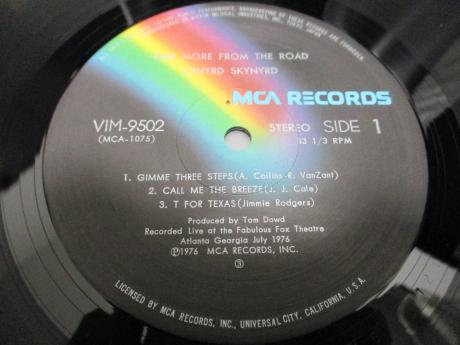 MORE FROM THE ROAD
LYNYRD SKYNYRD
MCA RECORDS
VIM-9502
(MCA-1075)
STEREO SIDE 1
33 1/3 RPM
1. GIMME THREE STEPS(A. Collins-R. VanZant)
2. CALL ME THE BREEZE(J. J. Cale)
3. T FOR TEXAS(Jimmie Rodgers)
Produced by Tom Dowd
Recorded Live at the Fabulous Fox Theatre
Atlanta Georgia July 1976
Ⓟ1976 MCA RECORDS, INC.
③
LICENSED BY MCA RECORDS, INC., UNIVERSAL CITY, CALIFORNIA, U.S.A.